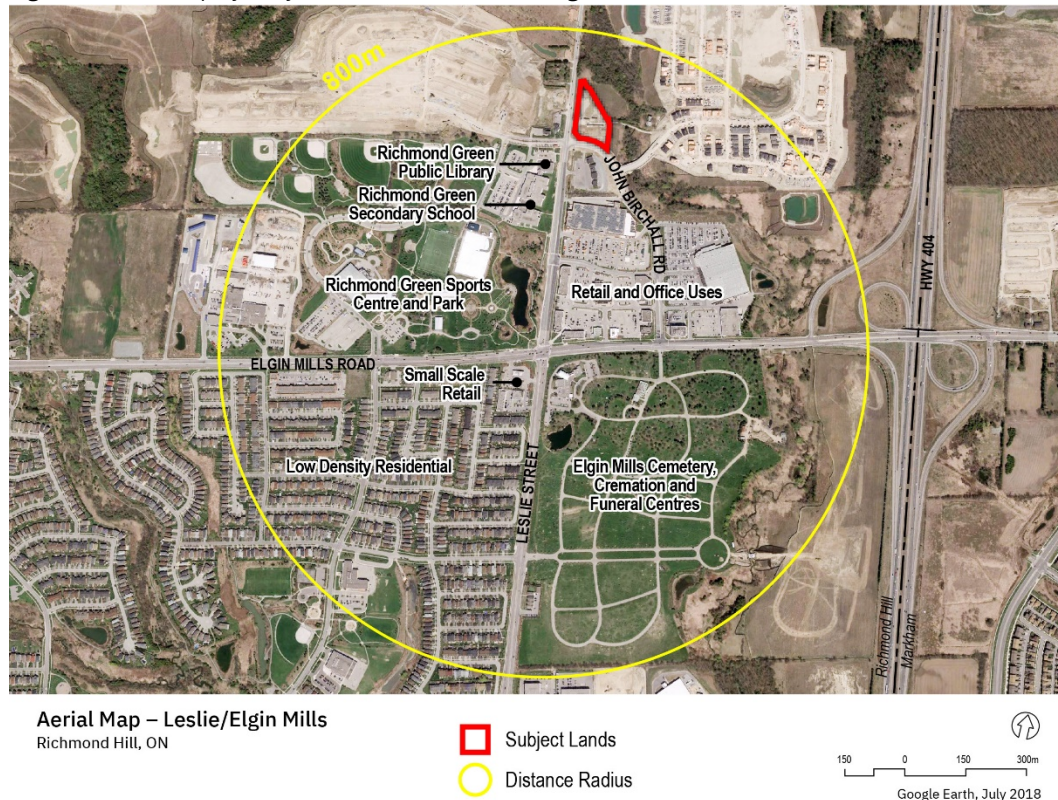 800m
Richmond Green
Public Library
Richmond Green
Secondary School
JOHN BIRCHALL RD
Richmond Green Sports
Centre and Park
Retail and Office Uses
HWY 404
ELGIN MILLS ROAD
Small Scale
Retail
Low Density Residential
LESLIE STREET
Elgin Mills Cemetery,
Cremation and
Funeral Centres
Richmond Hill
Markham
Aerial Map – Leslie/Elgin Mills
Richmond Hill, ON
Subject Lands
Distance Radius
150 0 150 300m
Google Earth, July 2018